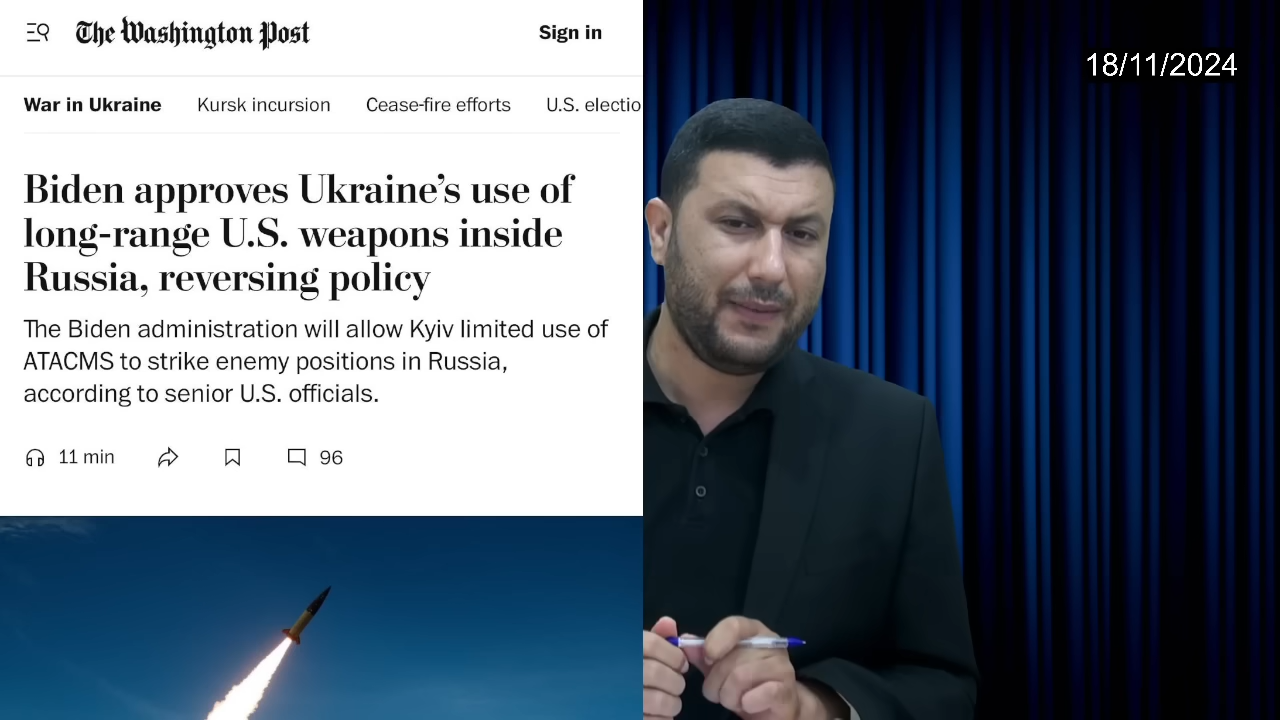 The Washington Post
Sign in
War in Ukraine Kursk incursion Cease-fire efforts U.S. electio
Biden approves Ukraine’s use of
long-range U.S. weapons inside
Russia, reversing policy
The Biden administration will allow Kyiv limited use of
ATACMS to strike enemy positions in Russia,
according to senior U.S. officials.
11 min 96
18/11/2024